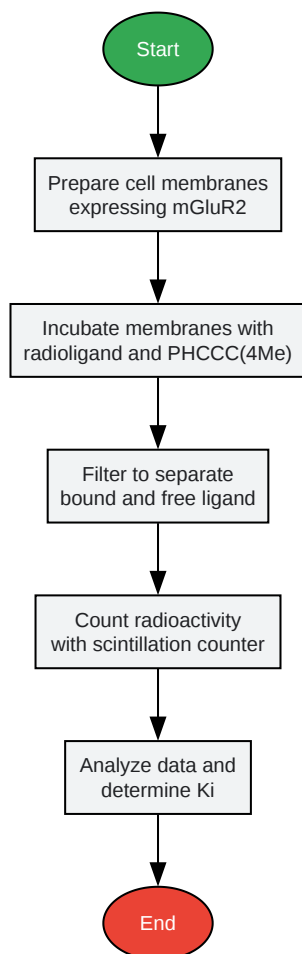 Start
Prepare cell membranes
expressing mGluR2
Incubate membranes with
radioligand and PHCCC(4Me)
Filter to separate
bound and free ligand
Count radioactivity
with scintillation counter
Analyze data and
determine Ki
End